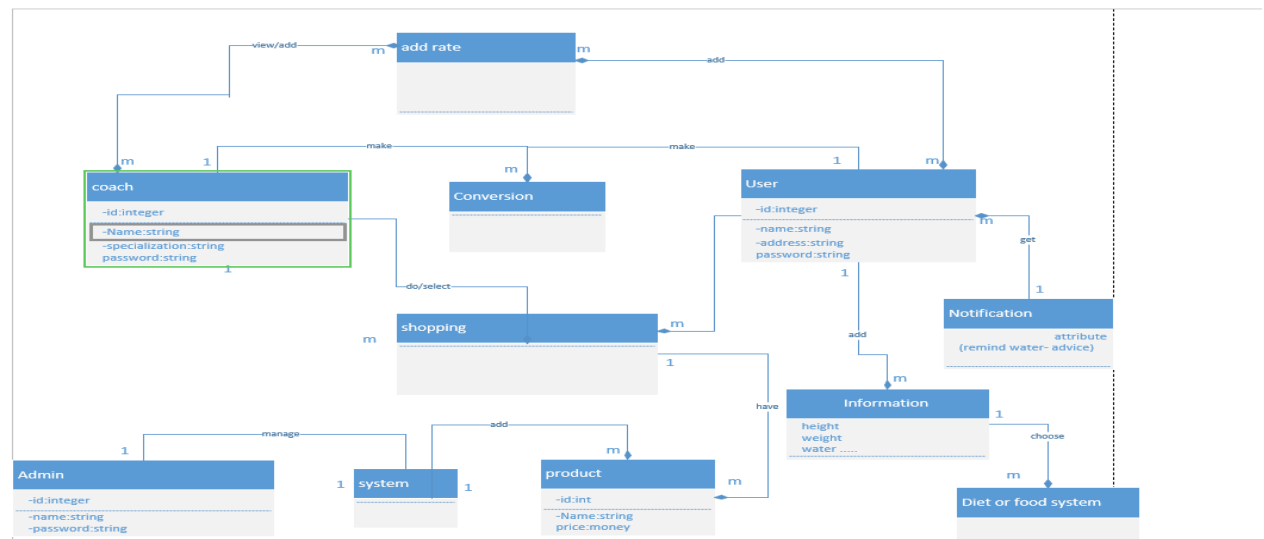 view/add
m
add rate
m
add
m
1
make
m
make
1
m
coach
-id:integer
-Name:string
-specialization:string
password:string
1
Conversion
User
-id:integer
-name:string
-address:string
password:string
m
get
1
1
Notification
attribute
(remind water- advice)
do/select
m
shopping
m
1
add
m
Information
height
weight
water .....
1
choose
m
Diet or food system
have
m
1
manage
Admin
-id:integer
-name:string
-password:string
1
system
1
add
m
product
-id:int
-Name:string
price:money